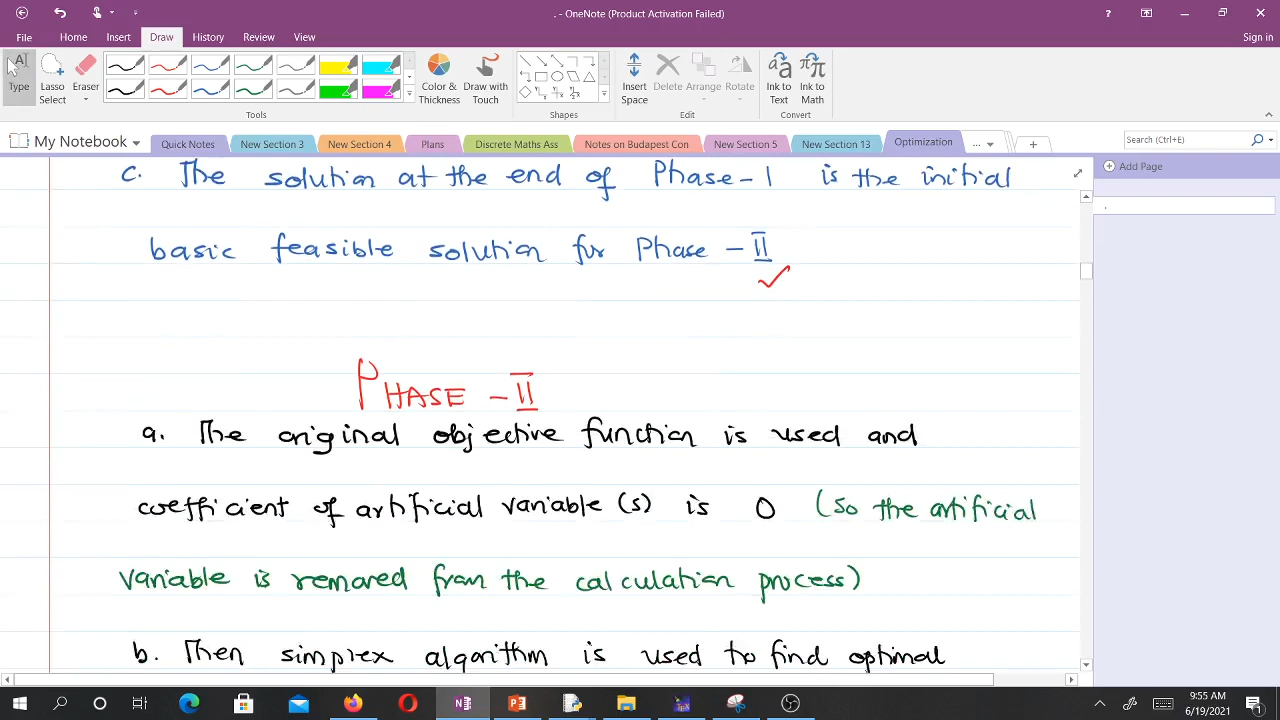 . - OneNote (Product Activation Failed)
?
File Home Insert Draw History Review View
Sign in
Type
Lasso Select
Eraser
Color & Thickness
Draw with Touch
Insert Space
Delete
Arrange
Rotate
Ink to Text
Ink to Math
Tools Shapes Edit Convert
My Notebook
Quick Notes
New Section 3
New Section 4
Plans
Discrete Maths Ass
Notes on Budapest Con
New Section 5
New Section 13
Optimization
...
Search (Ctrl+E)
Add Page
.
c. The solution at the end of Phase-1 is the initial
basic feasible solution for Phase - II
PHASE - II
a. The original objective function is used and
coefficient of artificial variable (s) is 0 (so the artificial
variable is removed from the calculation process)
b. Then simplex algorithm is used to find optimal
9:55 AM
6/19/2021